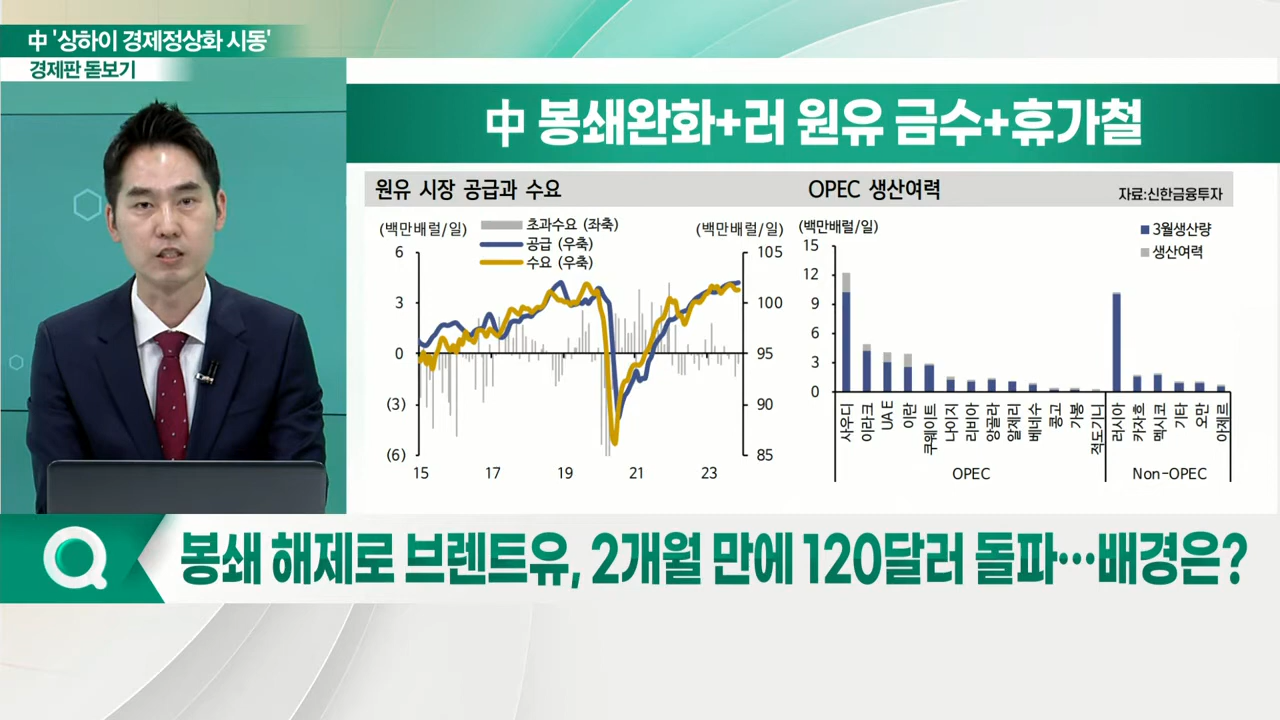 中 '상하이 경제정상화 시동'
경제판 돋보기
中 봉쇄완화+러 원유 금수+휴가철
원유 시장 공급과 수요
OPEC 생산여력
자료:신한금융투자
(백만배럴/일)
초과수요 (좌축)
공급 (우축)
수요 (우축)
(백만배럴/일)
6
3
0
(3)
(6)
105
100
95
90
85
15 17 19 21 23
(백만배럴/일)
3월생산량
생산여력
15
12
9
6
3
0
사우디
이라크
UAE
이란
쿠웨이트
나이지
리비아
앙골라
알제리
베네수
콩고
가봉
적도기니
러시아
카자흐
멕시코
기타
오만
아제르
OPEC
Non-OPEC
봉쇄 해제로 브렌트유, 2개월 만에 120달러 돌파…배경은?